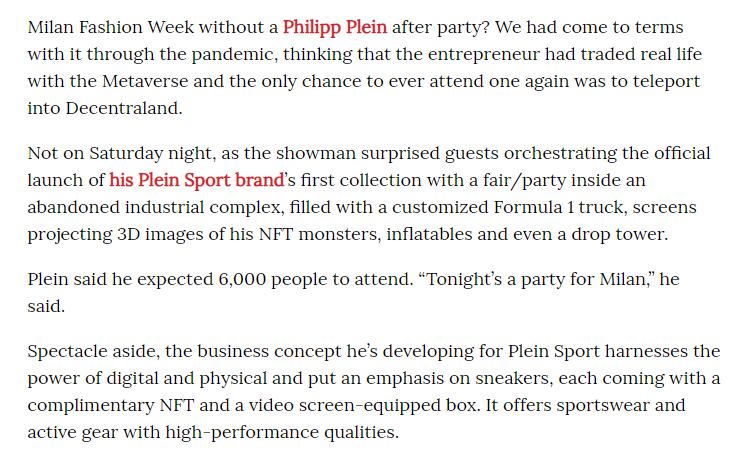 Milan Fashion Week without a Philipp Plein after party? We had come to terms
with it through the pandemic, thinking that the entrepreneur had traded real life
with the Metaverse and the only chance to ever attend one again was to teleport
into Decentraland.
Not on Saturday night, as the showman surprised guests orchestrating the official
launch of his Plein Sport brand’s first collection with a fair/party inside an
abandoned industrial complex, filled with a customized Formula 1 truck, screens
projecting 3D images of his NFT monsters, inflatables and even a drop tower.
Plein said he expected 6,000 people to attend. “Tonight’s a party for Milan,” he
said.
Spectacle aside, the business concept he’s developing for Plein Sport harnesses the
power of digital and physical and put an emphasis on sneakers, each coming with a
complimentary NFT and a video screen-equipped box. It offers sportswear and
active gear with high-performance qualities.